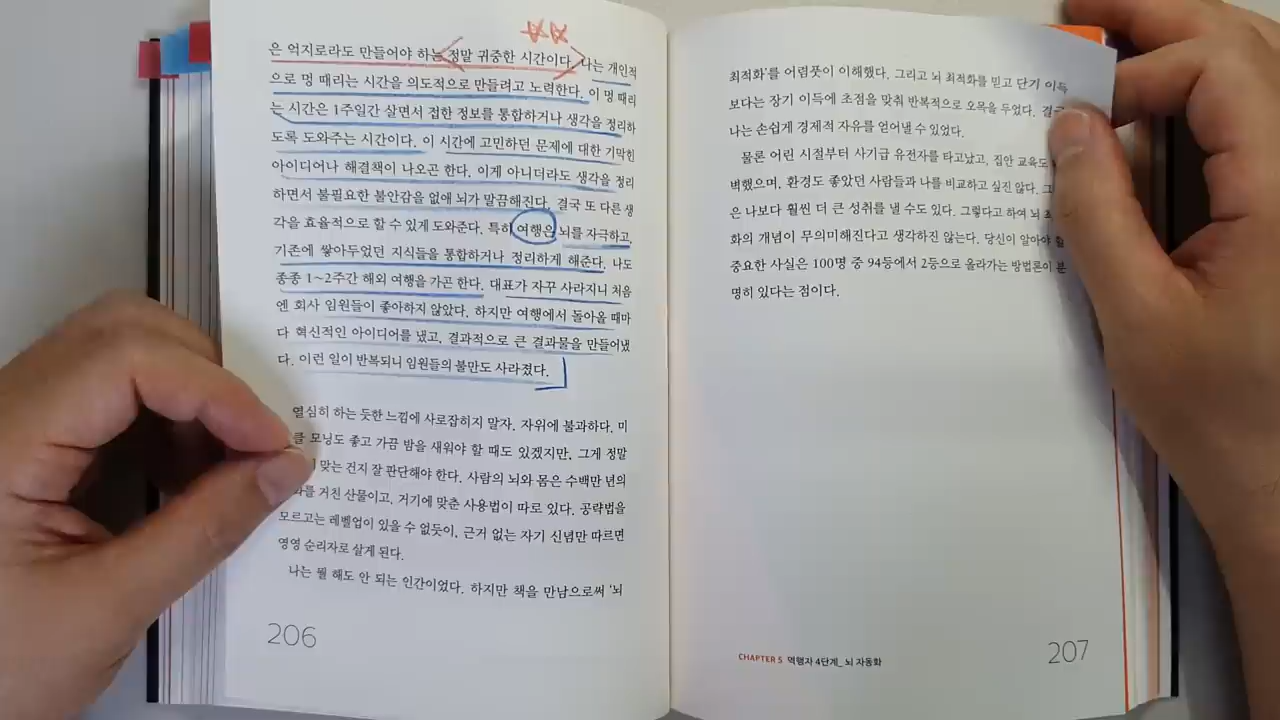 은 억지로라도 만들어야 하는 정말 귀중한 시간이다. 나는 개인적
으로 멍 때리는 시간을 의도적으로 만들려고 노력한다. 이 멍 때리
는 시간은 1주일간 살면서 접한 정보를 통합하거나 생각을 정리하
도록 도와주는 시간이다. 이 시간에 고민하던 문제에 대한 기막힌
아이디어나 해결책이 나오곤 한다. 이게 아니더라도 생각을 정리
하면서 불필요한 불안감을 없애 뇌가 말끔해진다. 결국 또 다른 생
각을 효율적으로 할 수 있게 도와준다. 특히 여행은 뇌를 자극하고,
기존에 쌓아두었던 지식들을 통합하거나 정리하게 해준다. 나도
종종 1~2주간 해외 여행을 가곤 한다. 대표가 자꾸 사라지니 처음
엔 회사 임원들이 좋아하지 않았다. 하지만 여행에서 돌아올 때마
다 혁신적인 아이디어를 냈고, 결과적으로 큰 결과물을 만들어냈
다. 이런 일이 반복되니 임원들의 불만도 사라졌다.
열심히 하는 듯한 느낌에 사로잡히지 말자. 자위에 불과하다. 미
클 모닝도 좋고 가끔 밤을 새워야 할 때도 있겠지만, 그게 정말
맞는 건지 잘 판단해야 한다. 사람의 뇌와 몸은 수백만 년의
를 거친 산물이고, 거기에 맞춘 사용법이 따로 있다. 공략법을
모르고는 레벨업이 있을 수 없듯이, 근거 없는 자기 신념만 따르면
영영 순리자로 살게 된다.
나는 뭘 해도 안 되는 인간이었다. 하지만 책을 만남으로써 '뇌
206
최적화'를 어렴풋이 이해했다. 그리고 뇌 최적화를 믿고 단기 이득
보다는 장기 이득에 초점을 맞춰 반복적으로 오목을 두었다. 결국
나는 손쉽게 경제적 자유를 얻어낼 수 있었다.
물론 어린 시절부터 사기급 유전자를 타고났고, 집안 교육도
벽했으며, 환경도 좋았던 사람들과 나를 비교하고 싶진 않다. 그
은 나보다 훨씬 더 큰 성취를 낼 수도 있다. 그렇다고 하여 뇌
화의 개념이 무의미해진다고 생각하진 않는다. 당신이 알아야 할
중요한 사실은 100명 중 94등에서 2등으로 올라가는 방법론이 분
명히 있다는 점이다.
CHAPTER 5 역행자 4단계_ 뇌 자동화
207